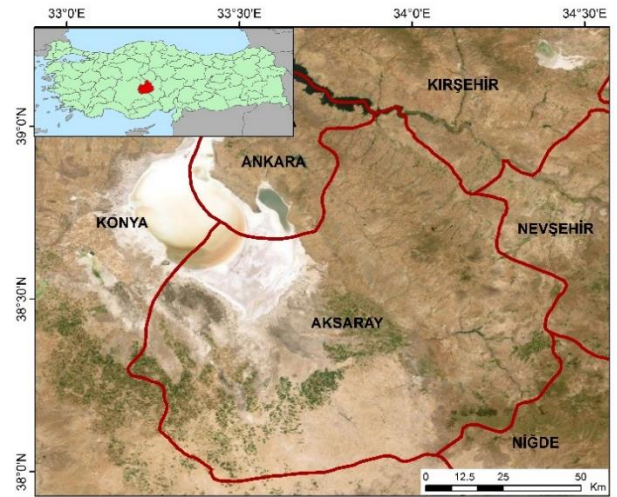 33°0'E 33°30'E 34°0'E 34°30'E
39°0'N
38°30'N
38°0'N
KIRŞEHİR
ANKARA
KONYA
NEVŞEHİR
AKSARAY
NİĞDE
0 12.5 25 50
Km